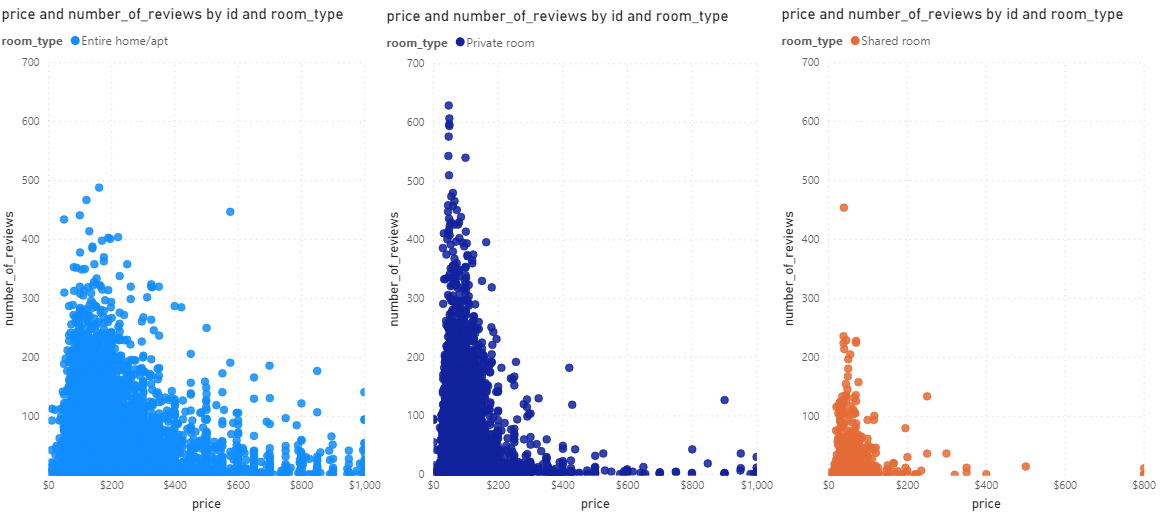 price and number_of_reviews by id and room_type
room_type Entire home/apt
700
600
500
400
300
200
100
$0 $200 $400 $600 $800 $1,000
price
number_of_reviews
price and number_of_reviews by id and room_type
room_type Private room
700
600
500
400
300
200
100
0
$0 $200 $400 $600 $800 $1,000
price
number_of_reviews
price and number_of_reviews by id and room_type
room_type Shared room
700
600
500
400
300
200
100
0
$0 $200 $400 $600 $800
price
number_of_reviews